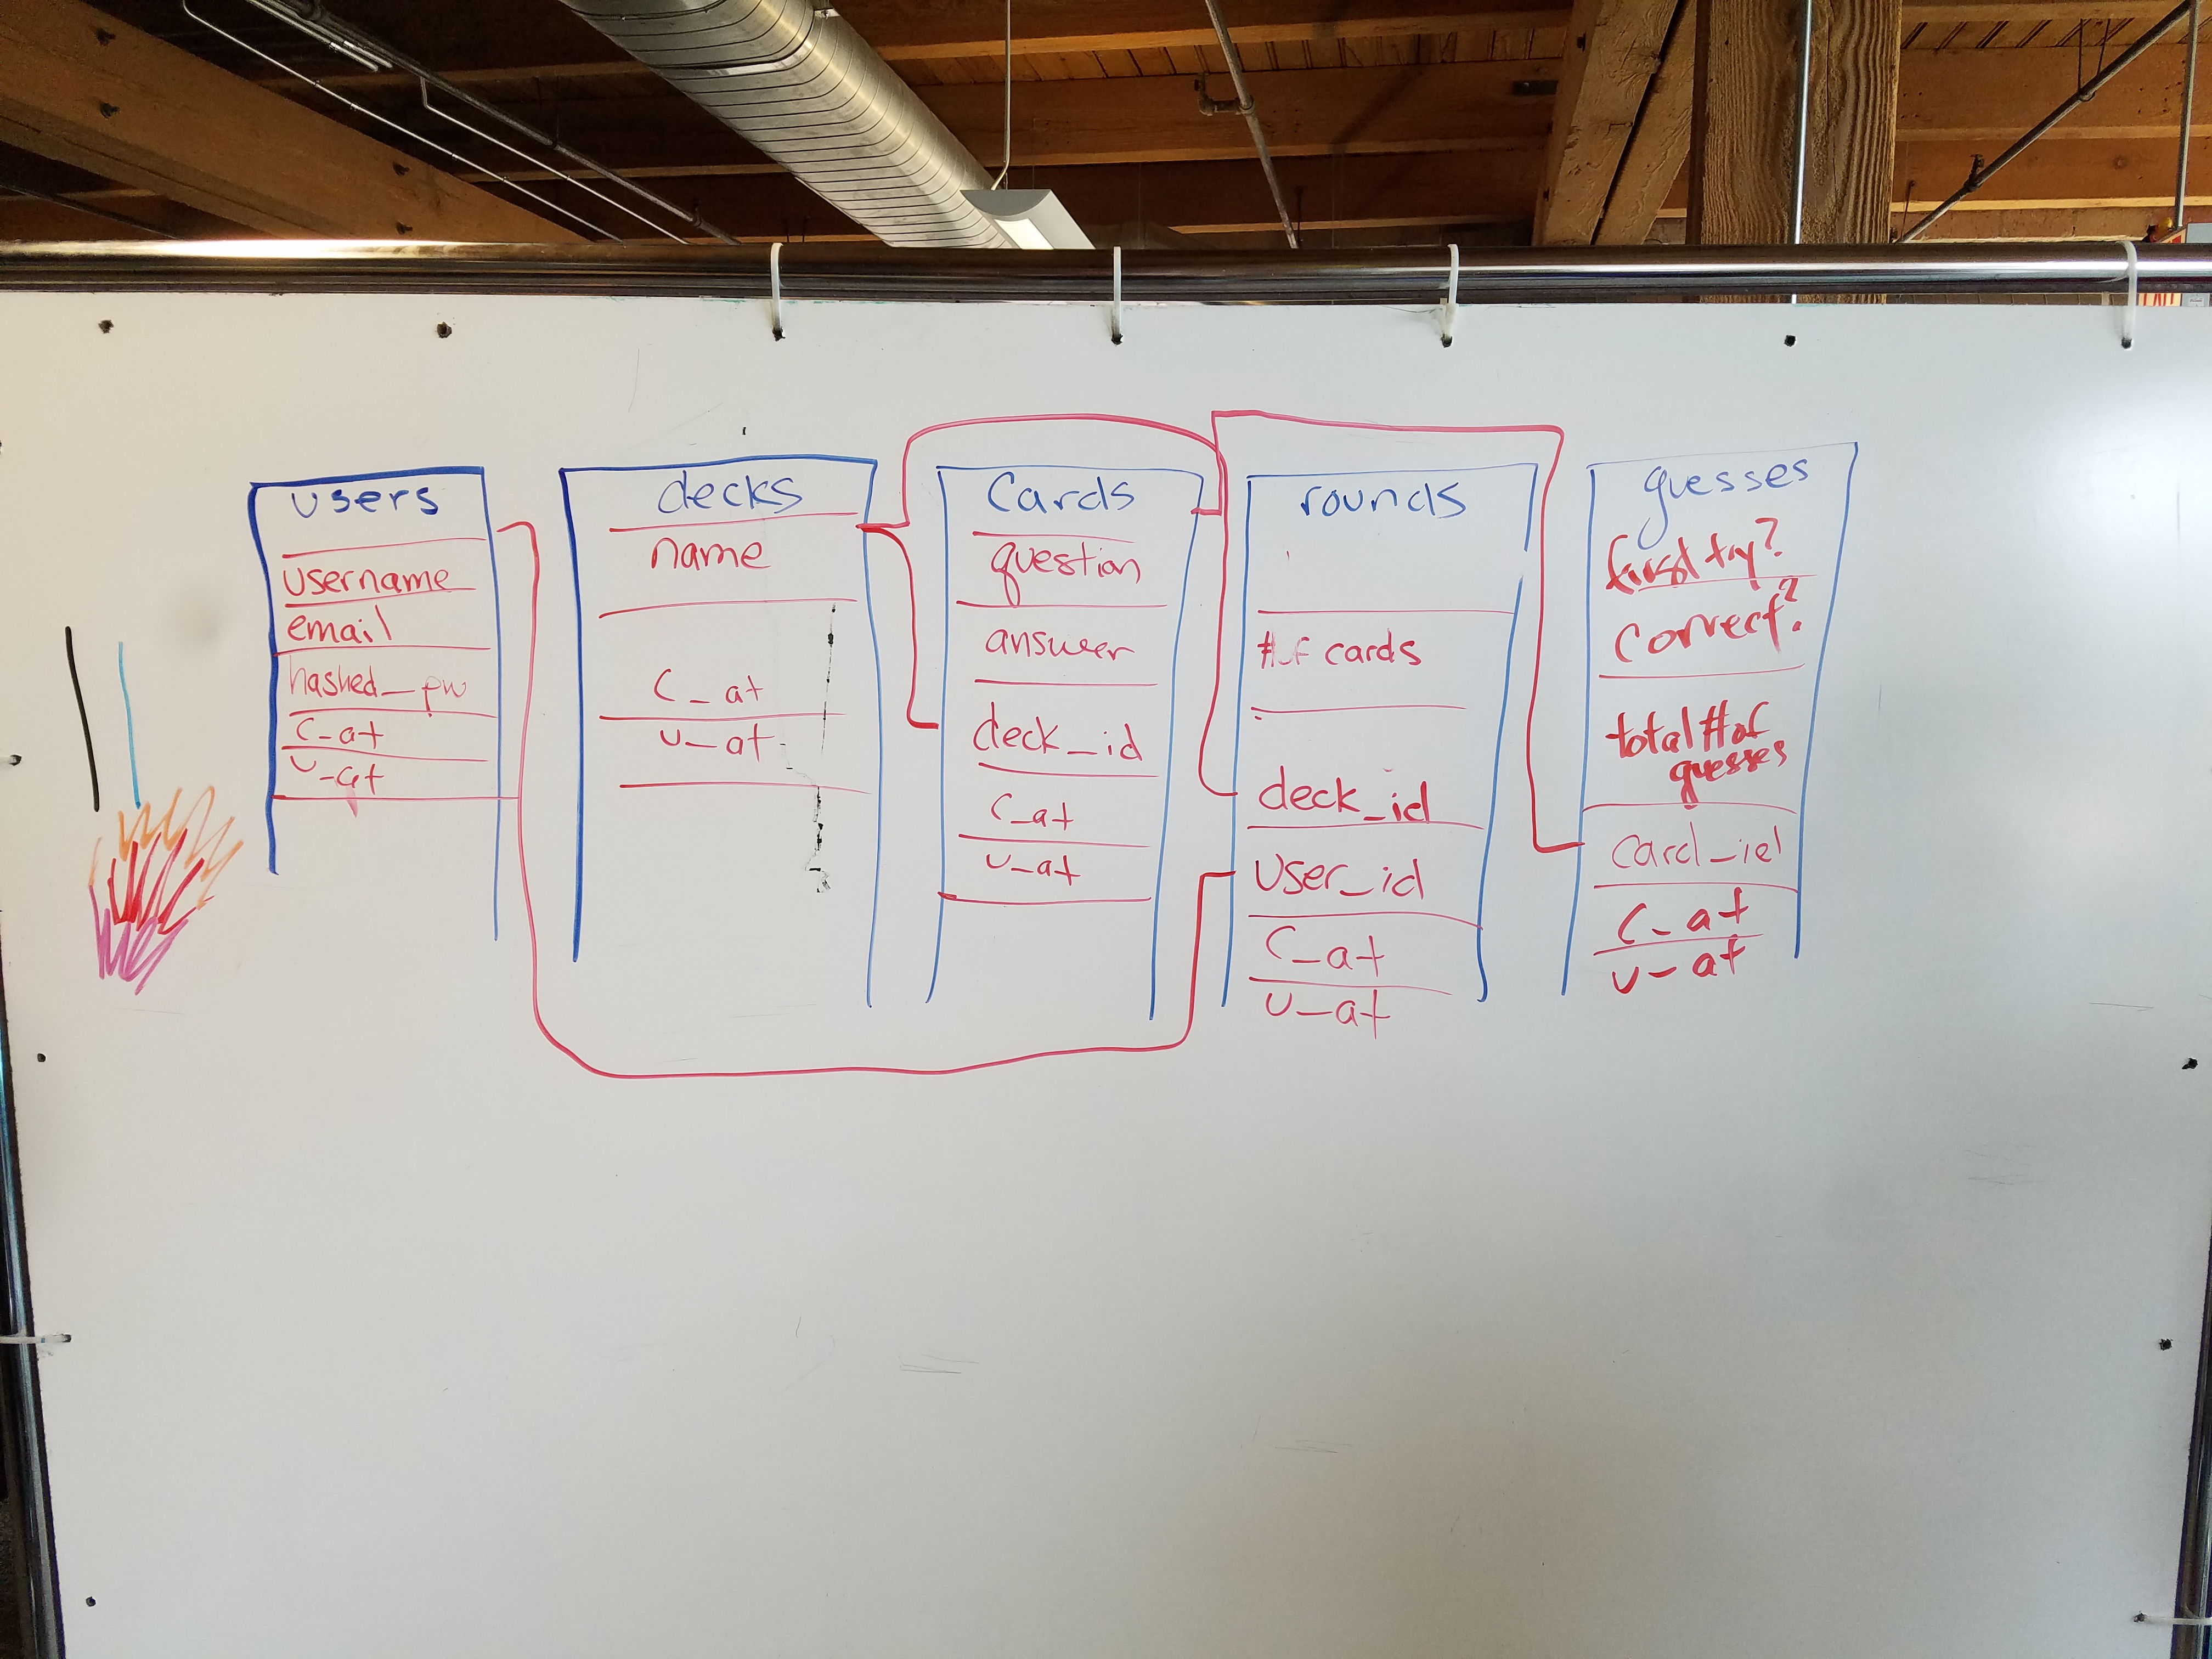 users
username
email
hashed_pw
c_at
u_at
decks
name
c_at
u_at
Cards
question
answer
deck_id
c_at
u_at
rounds
# of cards
deck_id
user_id
c_at
u_at
guesses
first try?
correct?
total # of
guesses
card_id
c_at
u_at